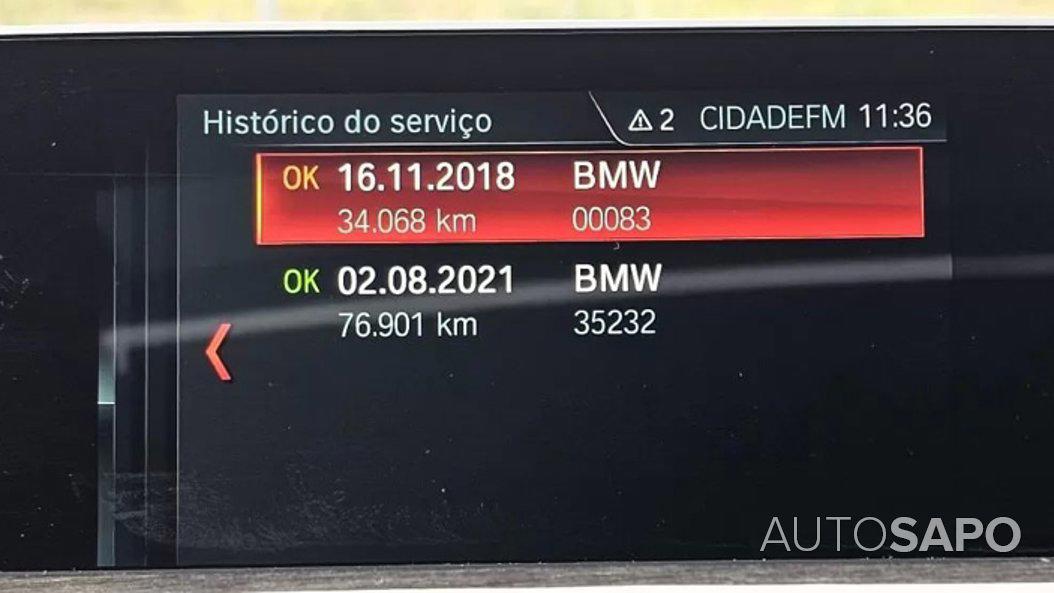 Histórico do serviço 2 CIDADEFM 11:36
OK 16.11.2018 BMW
34.068 km 00083
OK 02.08.2021 BMW
76.901 km 35232
AUTOSAPO